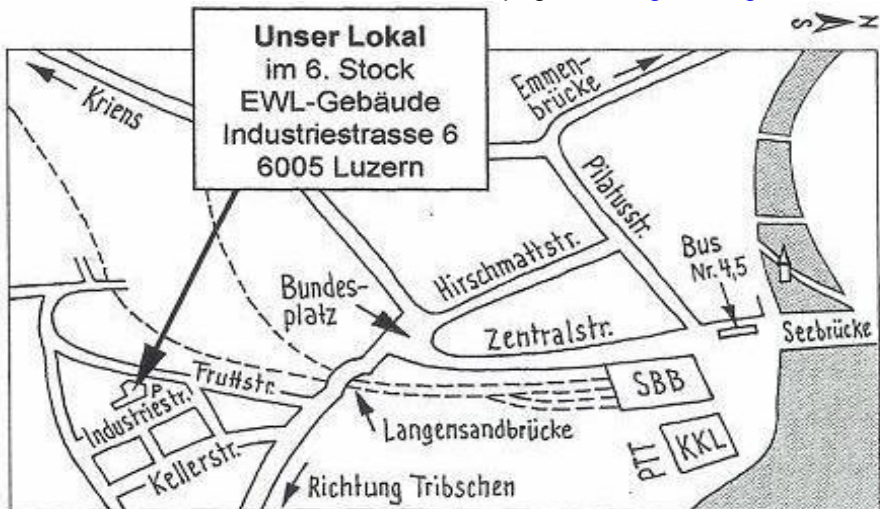 Unser Lokal
im 6. Stock
EWL-Gebäude
Industriestrasse 6
6005 Luzern
S N
Kriens
Emmen-
brücke
Pilatusstr.
Bus
Nr. 4,5
Hirschmattstr.
Bundes-
platz
Zentralstr.
Seebrücke
Fruttstr.
P
Industriestr.
SBB
Langensandbrücke
Kellerstr.
PTT
KKL
Richtung Tribschen